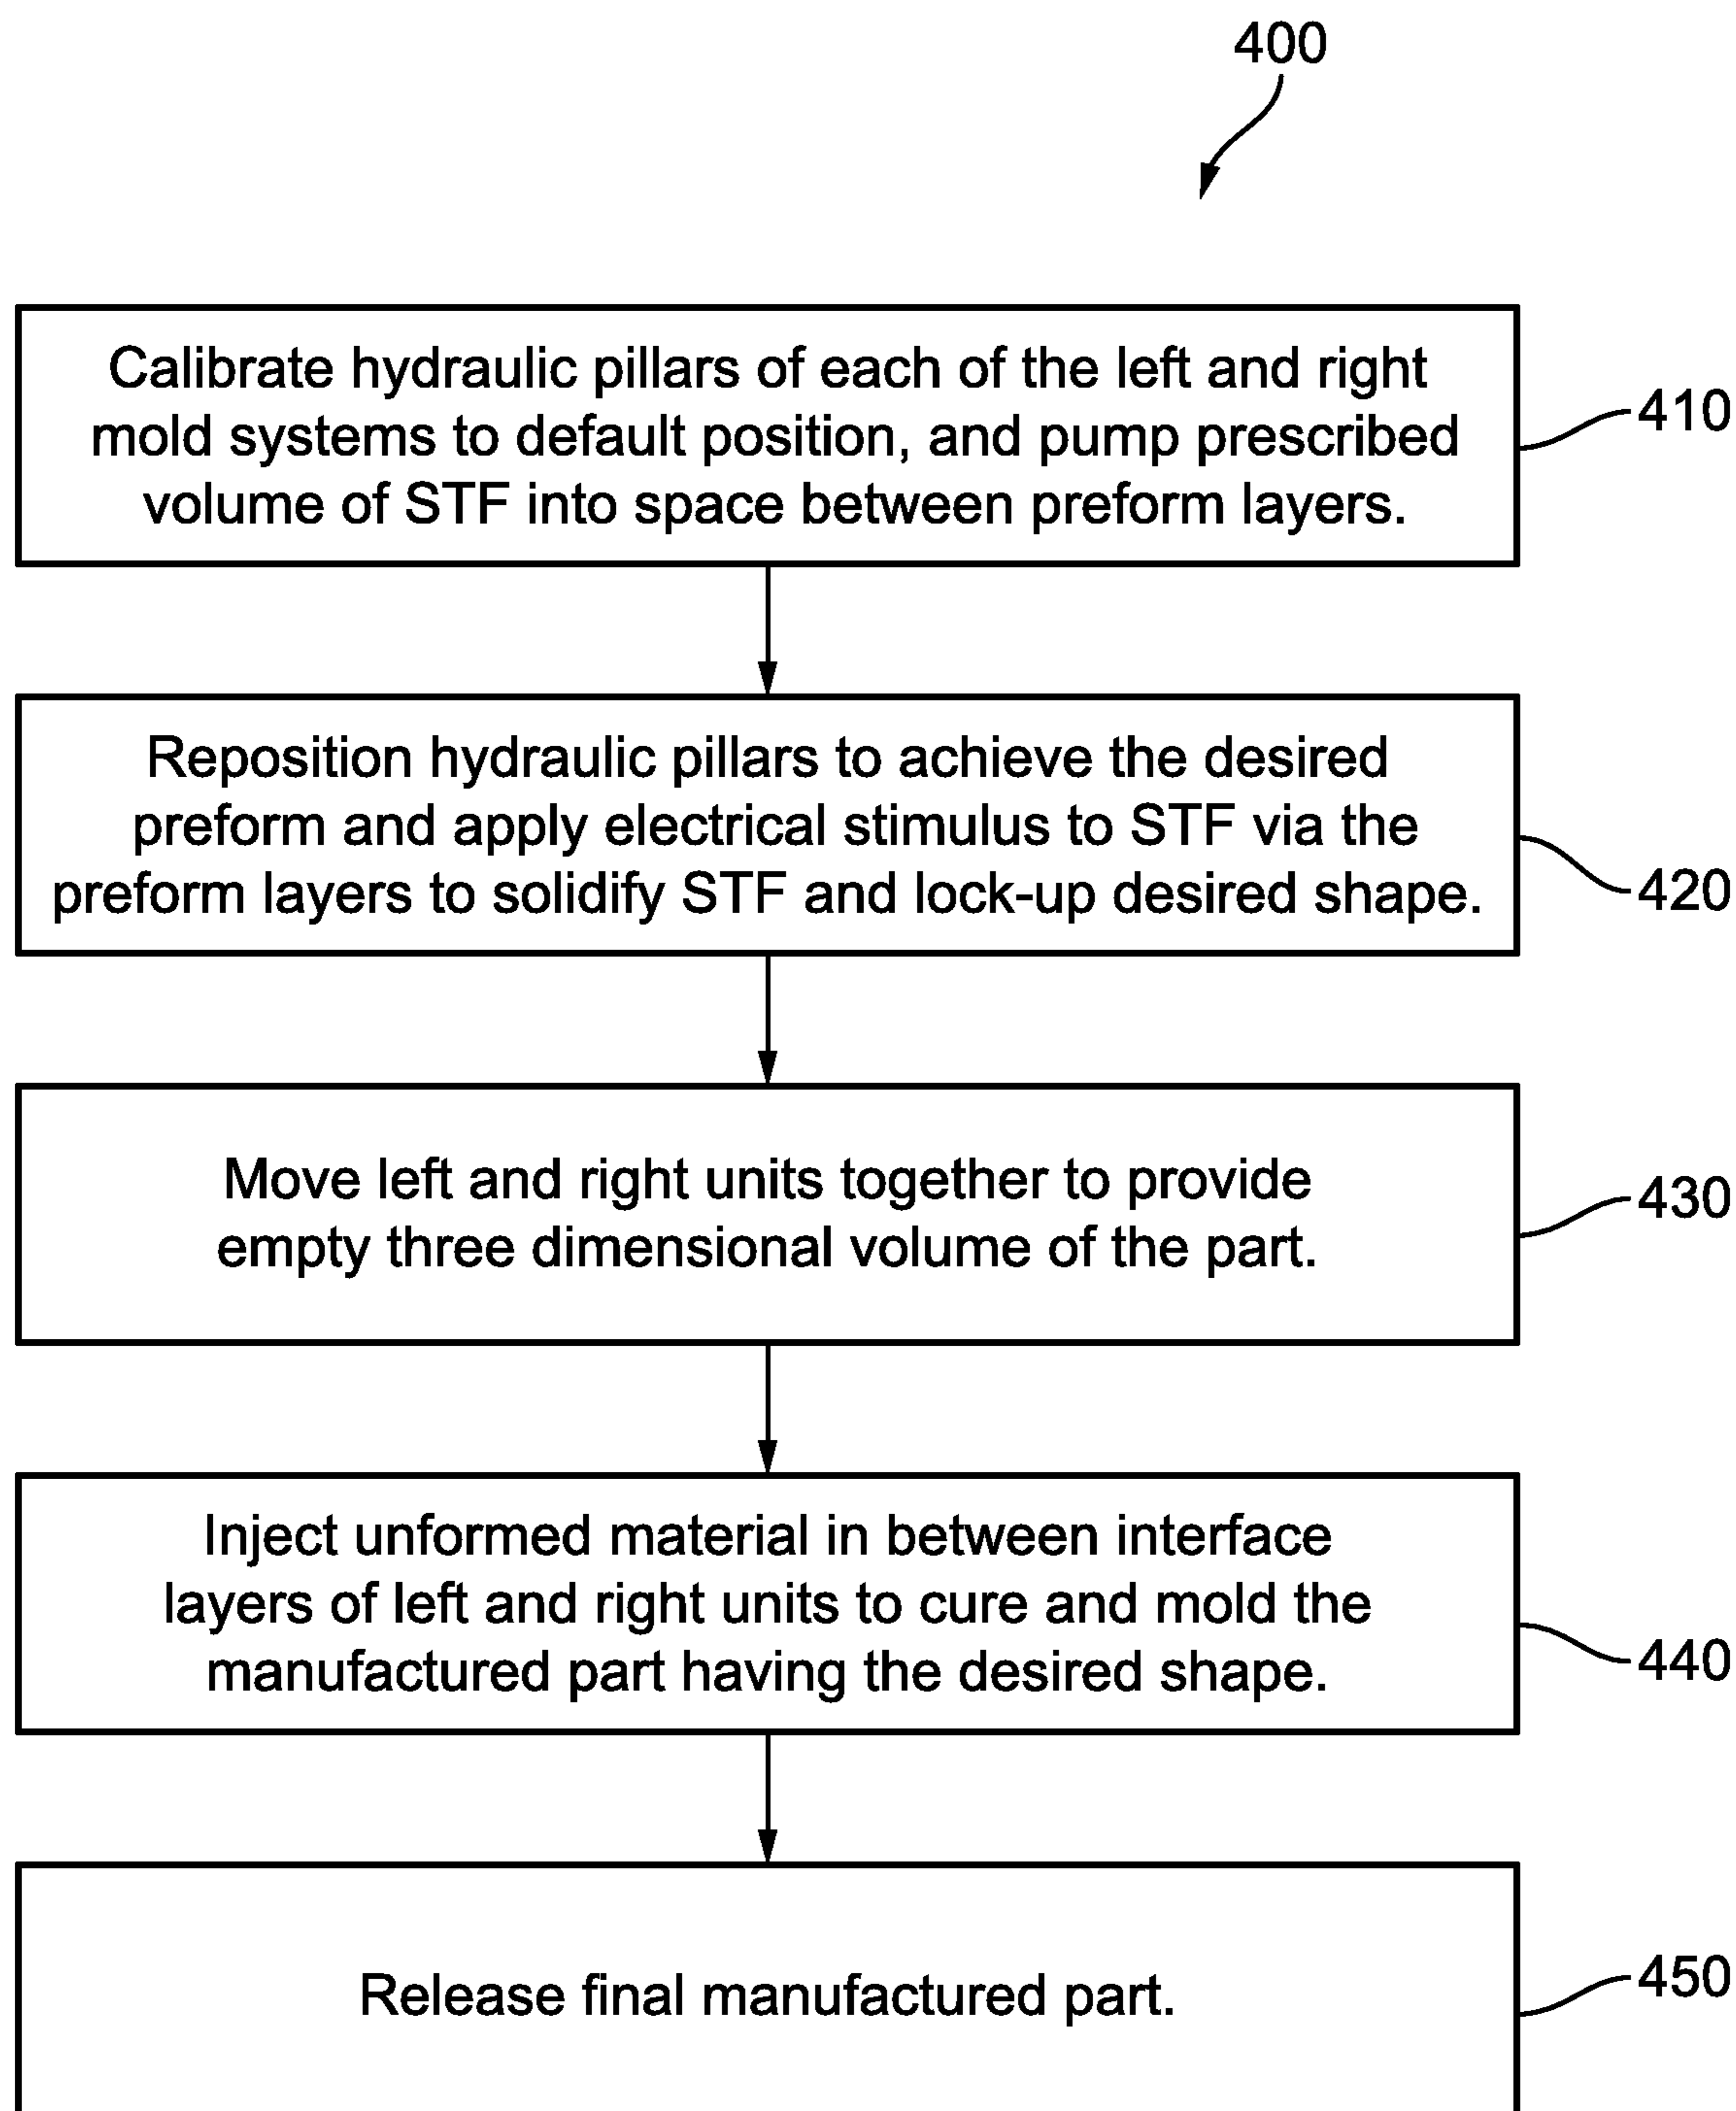 400
Calibrate hydraulic pillars of each of the left and right
mold systems to default position, and pump prescribed
volume of STF into space between preform layers.
410
Reposition hydraulic pillars to achieve the desired
preform and apply electrical stimulus to STF via the
preform layers to solidify STF and lock-up desired shape.
420
Move left and right units together to provide
empty three dimensional volume of the part.
430
Inject unformed material in between interface
layers of left and right units to cure and mold the
manufactured part having the desired shape.
440
Release final manufactured part.
450